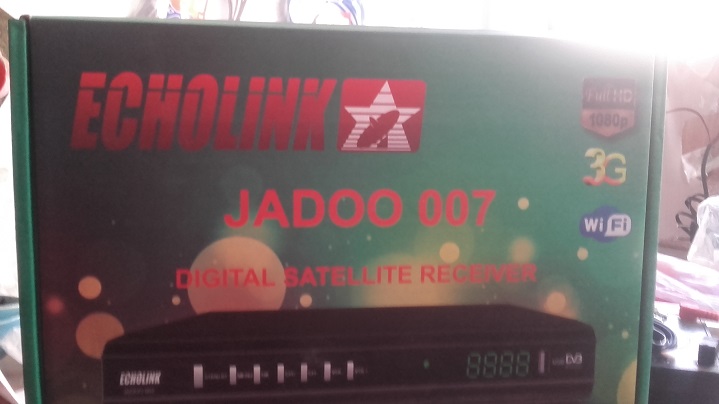 ECHOLINK
Full HD
1080p
3G
JADOO 007
WiFi
DIGITAL SATELLITE RECEIVER
8888
ECHOLINK
DVB